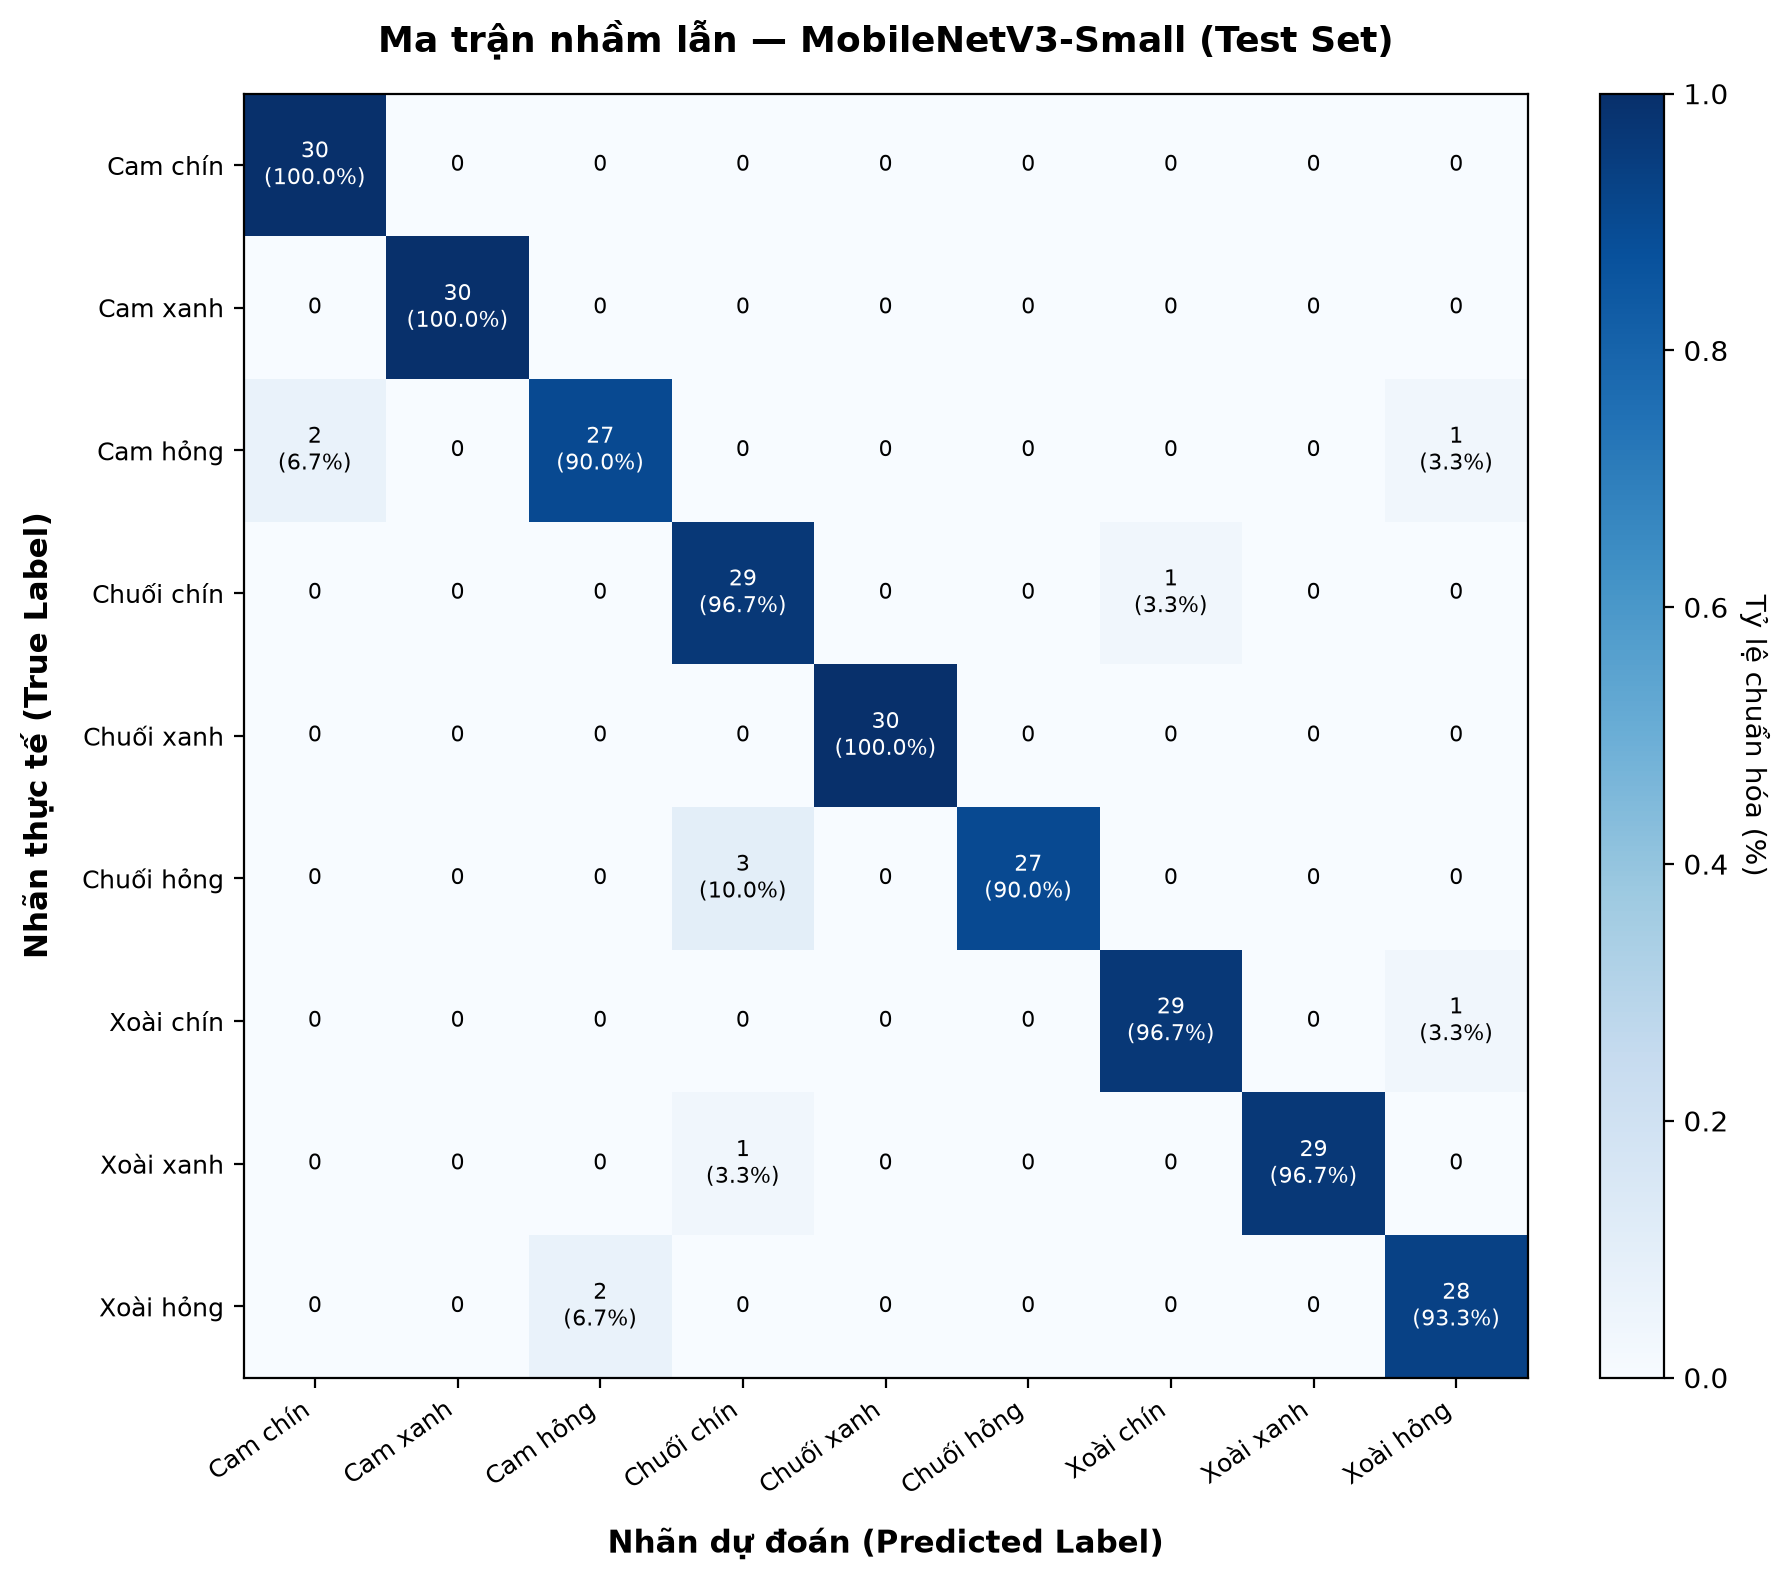 Ma trận nhầm lẫn — MobileNetV3-Small (Test Set)
Nhãn thực tế (True Label)
Cam chín 30 0 0 0 0 0 0 0 0
(100.0%)
Cam xanh 0 30 0 0 0 0 0 0 0
(100.0%)
Cam hỏng 2 0 27 0 0 0 0 0 1
(6.7%) (90.0%) (3.3%)
Chuối chín 0 0 0 29 0 0 1 0 0
(96.7%) (3.3%)
Chuối xanh 0 0 0 0 30 0 0 0 0
(100.0%)
Chuối hỏng 0 0 0 3 0 27 0 0 0
(10.0%) (90.0%)
Xoài chín 0 0 0 0 0 0 29 0 1
(96.7%) (3.3%)
Xoài xanh 0 0 0 1 0 0 0 29 0
(3.3%) (96.7%)
Xoài hỏng 0 0 2 0 0 0 0 0 28
(6.7%) (93.3%)
Cam chín Cam xanh Cam hỏng Chuối chín Chuối xanh Chuối hỏng Xoài chín Xoài xanh Xoài hỏng
Nhãn dự đoán (Predicted Label)
1.0
0.8
0.6
0.4
0.2
0.0
Tỷ lệ chuẩn hóa (%)